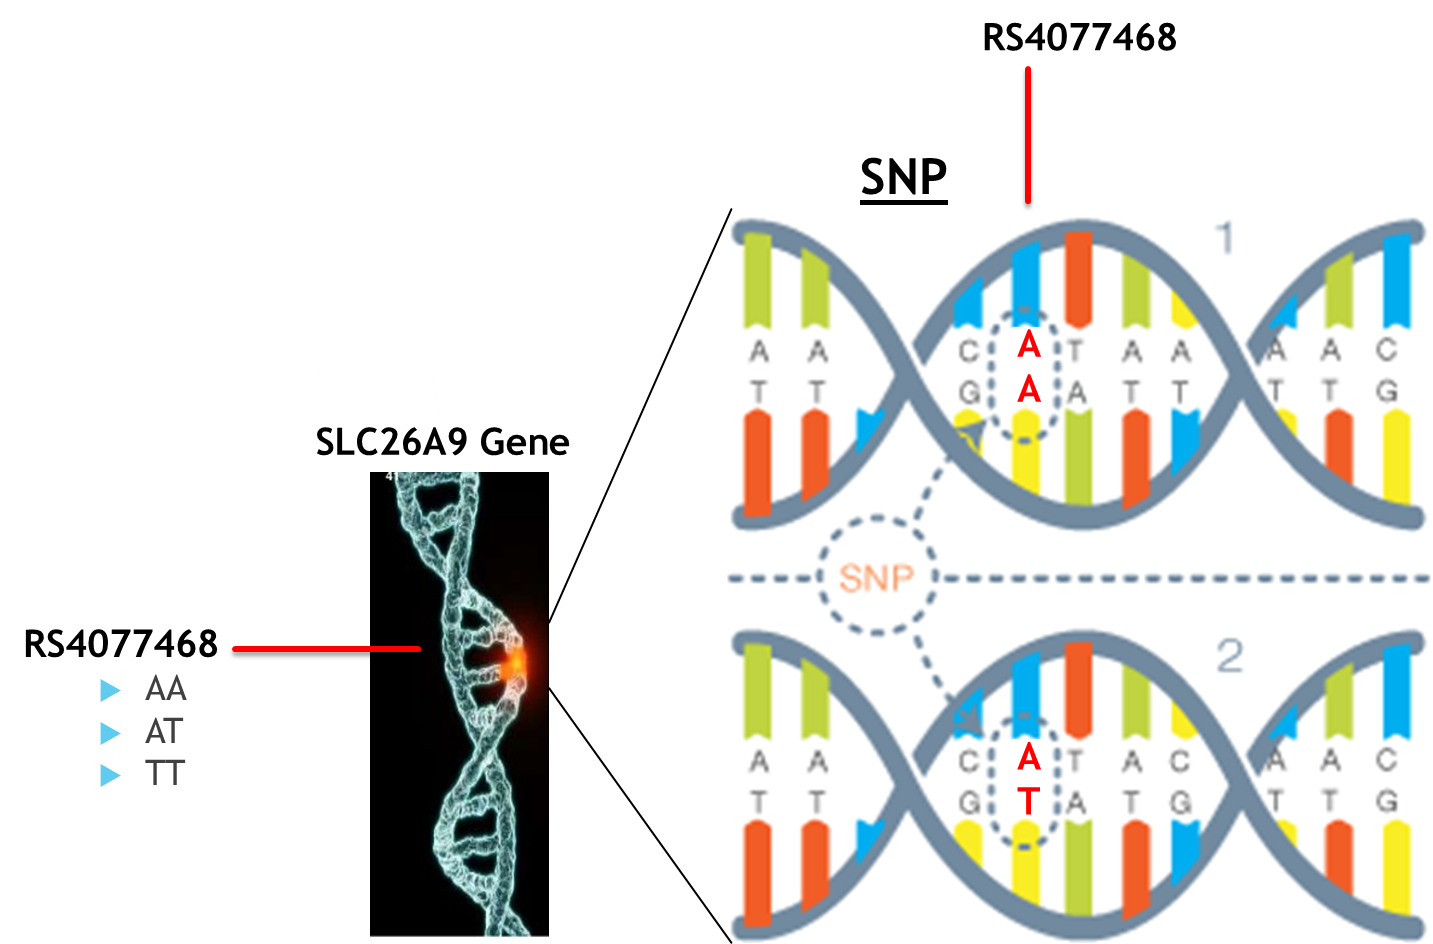 RS4077468
SNP
1
A A C A T A A A A C
T T G A A T T T T G
SLC26A9 Gene
SNP
RS4077468
AA
AT
TT
2
A A C A T A C A A C
T T G T A T G T T G